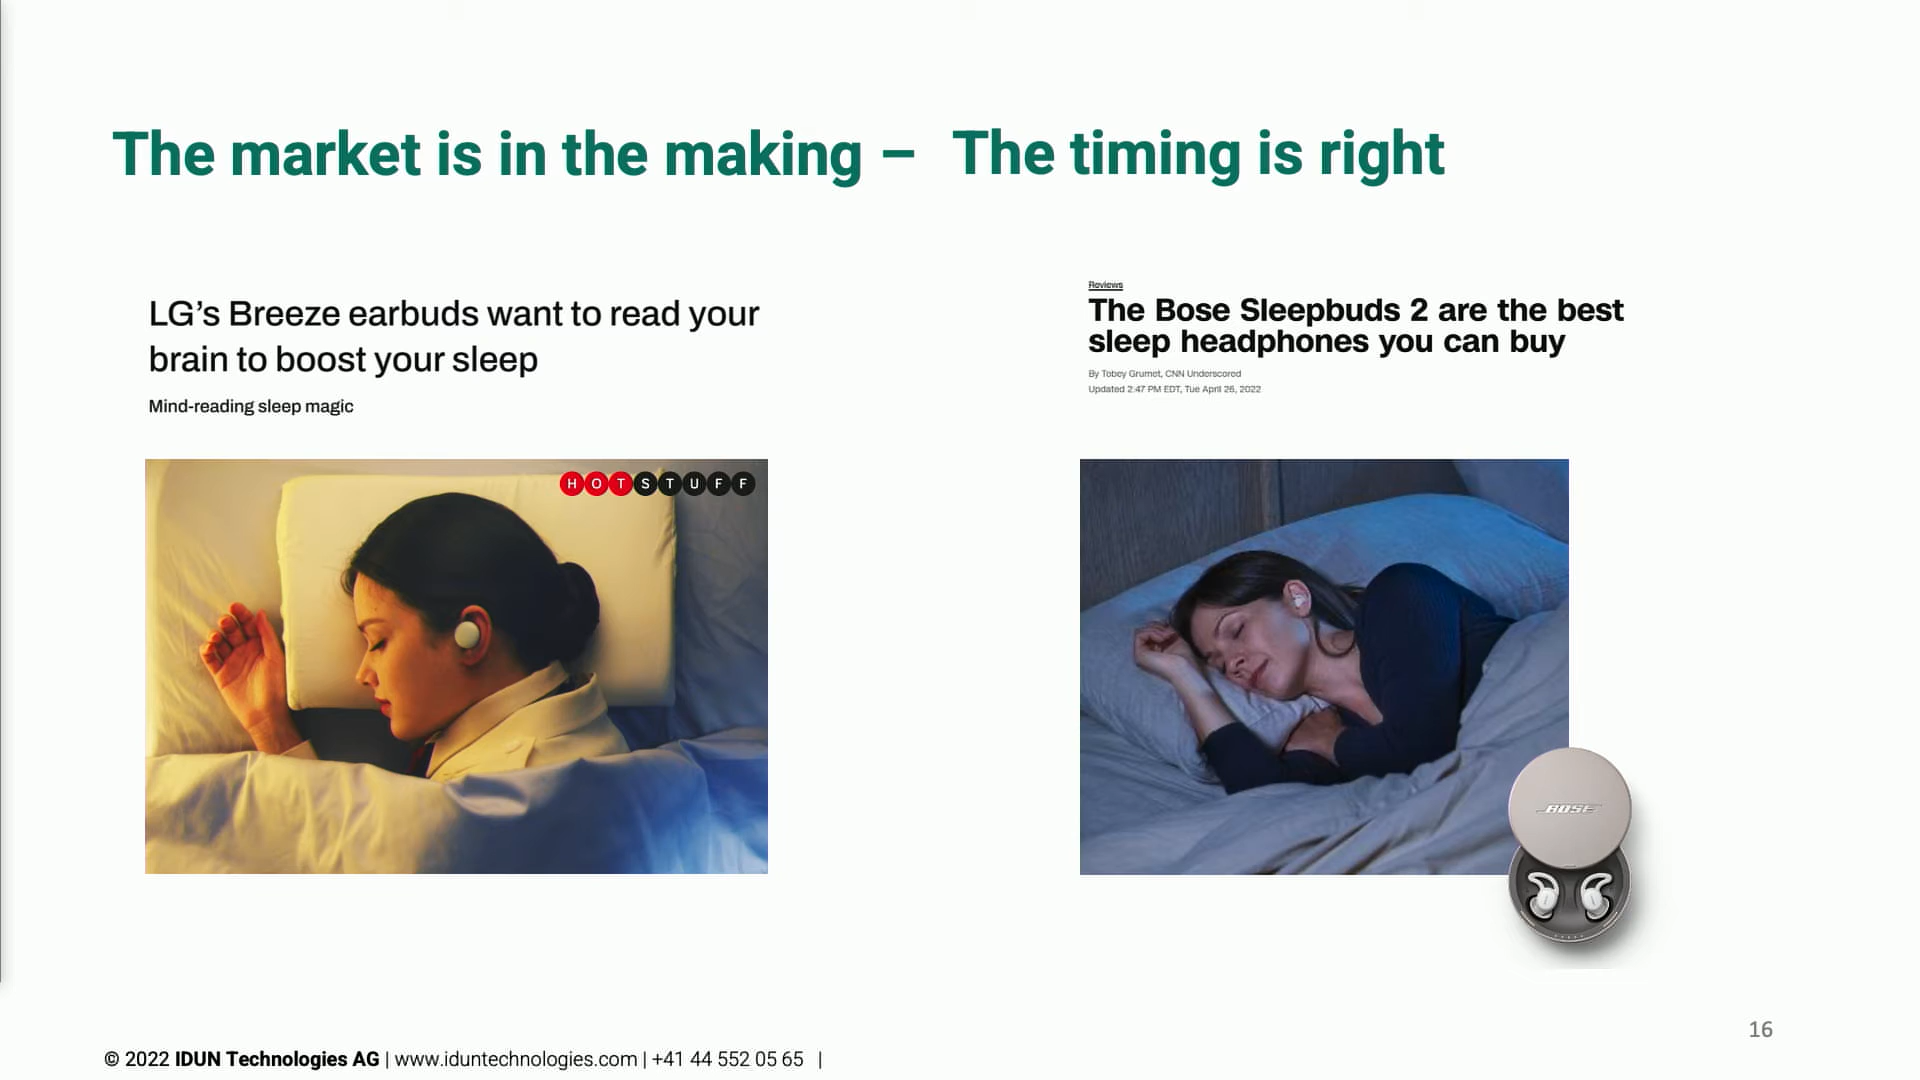 The market is in the making – The timing is right
LG's Breeze earbuds want to read your
brain to boost your sleep
Mind-reading sleep magic
HOTSTUFF
Reviews
The Bose Sleepbuds 2 are the best
sleep headphones you can buy
By Tobey Grumet, CNN Underscored
Updated 2:47 PM EDT, Tue April 26, 2022
BOSE
16
© 2022 IDUN Technologies AG | www.iduntechnologies.com | +41 44 552 05 65 |